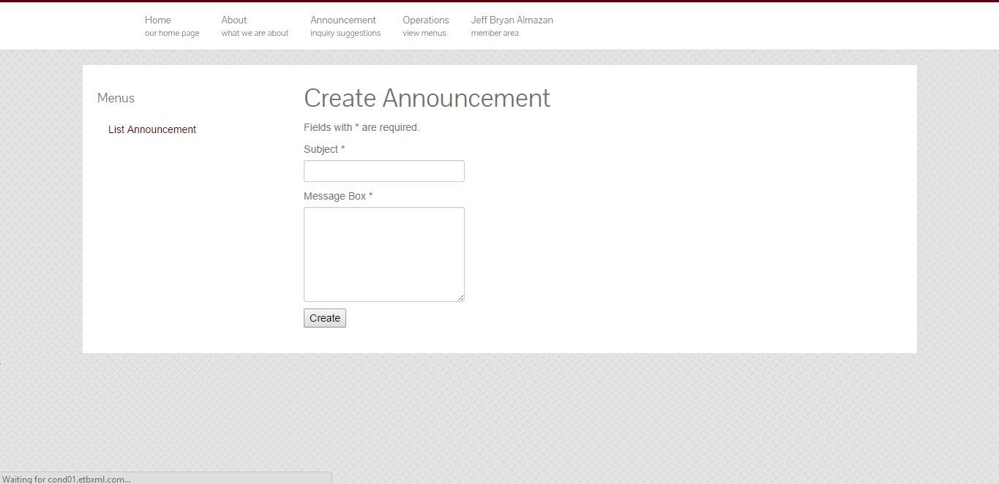 Home
our home page
About
what we are about
Announcement
inquiry suggestions
Operations
view menus
Jeff Bryan Almazan
member area
Menus
List Announcement
Create Announcement
Fields with * are required.
Subject *
Message Box *
Create
Waiting for cond01.etbxml.com...